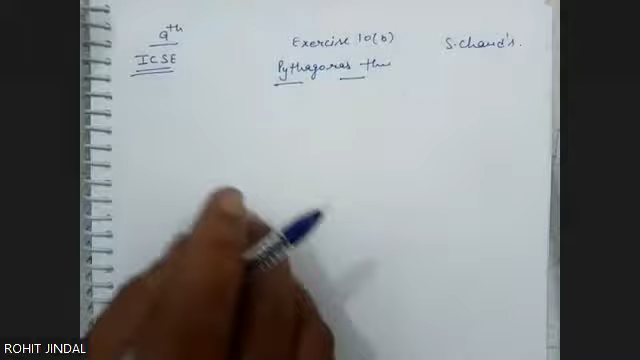 9th
ICSE
Exercise 10(b)
Pythagoras thm
S. Chand's.
ROHIT JINDAL